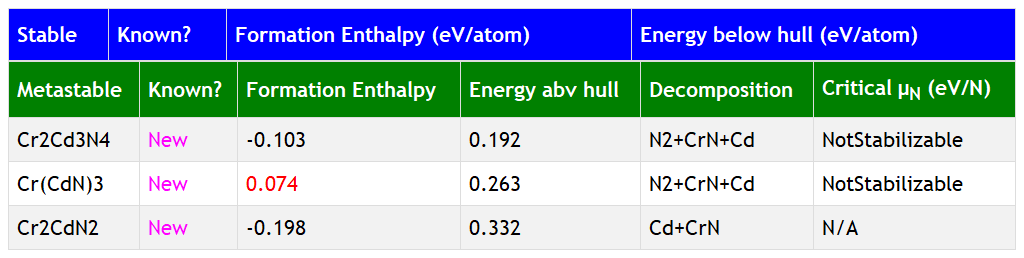 Stable Known? Formation Enthalpy (eV/atom) Energy below hull (eV/atom)
Metastable Known? Formation Enthalpy Energy abv hull Decomposition Critical μN (eV/N)
Cr2Cd3N4 New -0.103 0.192 N2+CrN+Cd NotStabilizable
Cr(CdN)3 New 0.074 0.263 N2+CrN+Cd NotStabilizable
Cr2CdN2 New -0.198 0.332 Cd+CrN N/A